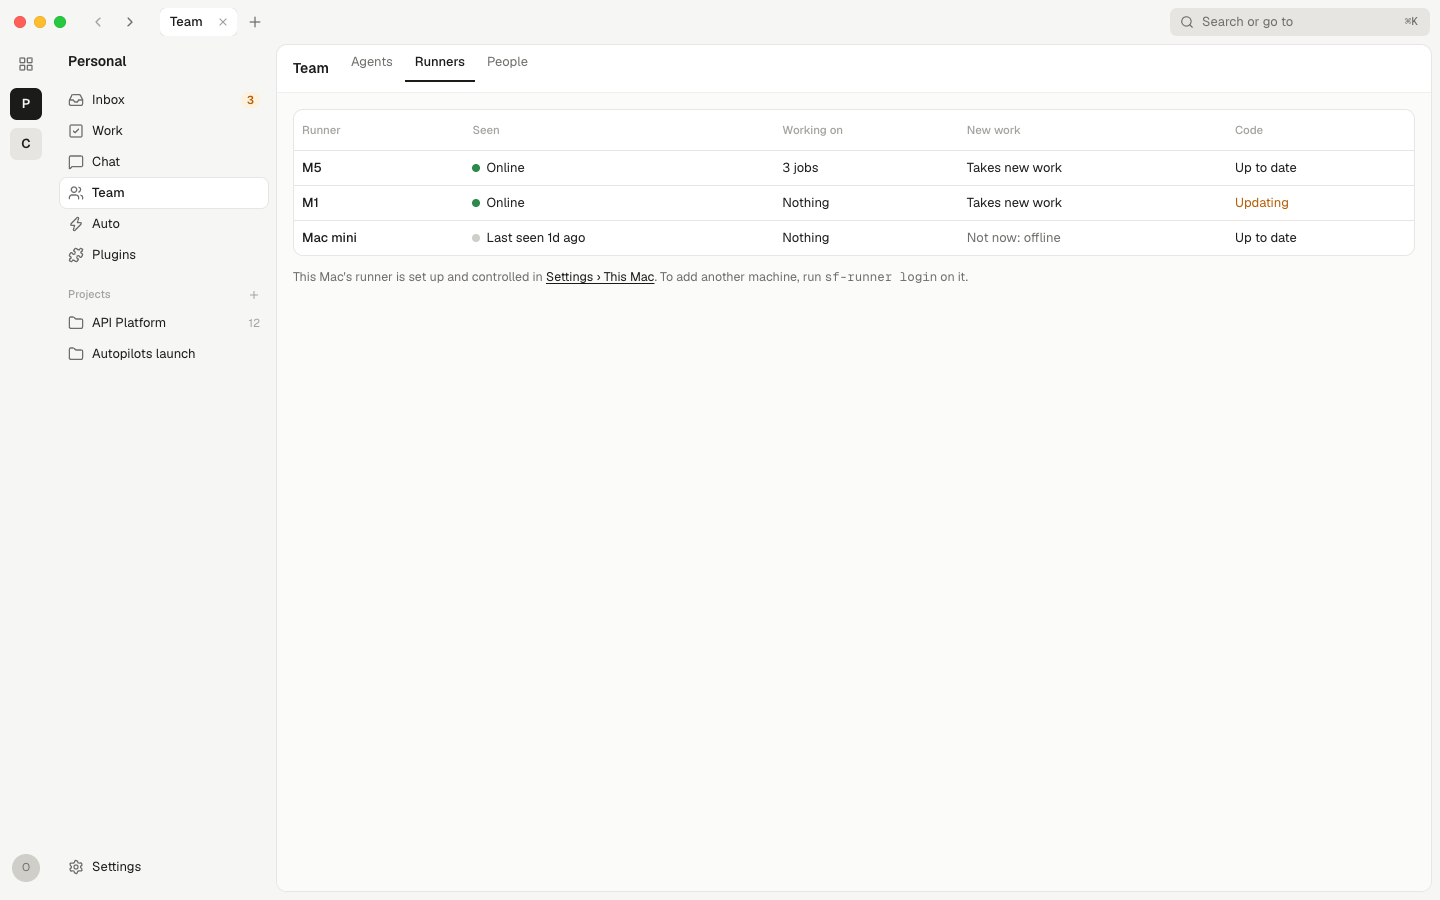 Team
Search or go to ⌘K
Personal
P
C
Inbox 3
Work
Chat
Team
Auto
Plugins
Projects
API Platform 12
Autopilots launch
O
Settings
Team Agents Runners People
Runner Seen Working on New work Code
M5 Online 3 jobs Takes new work Up to date
M1 Online Nothing Takes new work Updating
Mac mini Last seen 1d ago Nothing Not now: offline Up to date
This Mac's runner is set up and controlled in Settings › This Mac. To add another machine, run sf-runner login on it.